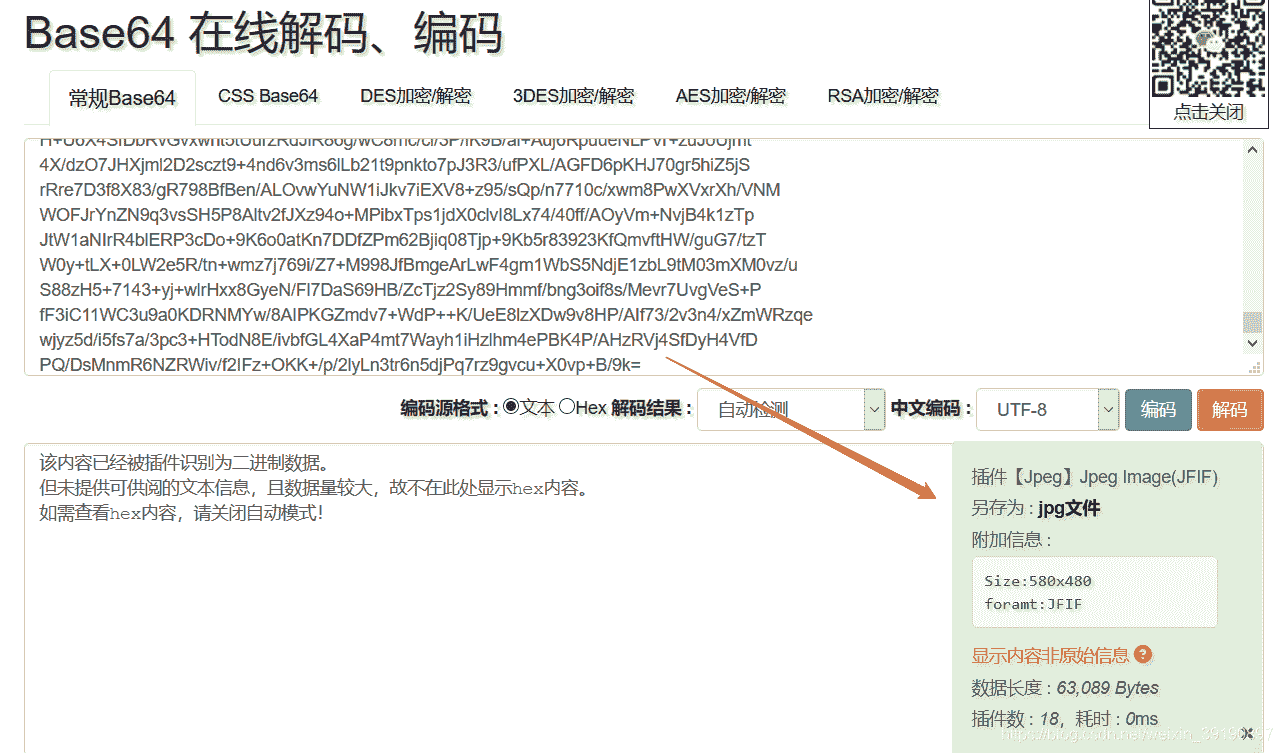 Base64 在线解码、编码
点击关闭
常规Base64 CSS Base64 DES加密/解密 3DES加密/解密 AES加密/解密 RSA加密/解密
4X/dzO7JHXjml2D2sczt9+4nd6v3ms6lLb21t9pnkto7pJ3R3/ufPXL/AGFD6pKHJ70gr5hiZ5jS
rRre7D3f8X83/gR798BfBen/ALOvwYuNW1iJkv7iEXV8+z95/sQp/n7710c/xwm8PwXVxrXh/VNM
WOFJrYnZN9q3vsSH5P8Altv2fJXz94o+MPibxTps1jdX0clvI8Lx74/40ff/AOyVm+NvjB4k1zTp
JtW1aNIrR4blERP3cDo+9K6o0atKn7DDfZPm62Bjiq08Tjp+9Kb5r83923KfQmvftHW/guG7/tzT
W0y+tLX+0LW2e5R/tn+wmz7j769i/Z7+M998JfBmgeArLwF4gm1WbS5NdjE1zbL9tM03mXM0vz/u
S88zH5+7143+yj+wlrHxx8GyeN/Fl7DaS69HB/ZcTjz2Sy89Hmmf/bng3oif8s/Mevr7UvgVeS+P
fF3iC11WC3u9a0KDRNMYw/8AIPKGZmdv7+WdP++K/UeE8lzXDw9v8HP/AIf73/2v3n4/xZmWRzqe
wjyz5d/i5fs7a/3pc3+HTodN8E/ivbfGL4XaP4mt7Wayh1iHzlhm4ePBK4P/AHzRVj4SfDyH4VfD
PQ/DsMnmR6NZRWiv/f2IFz+OKK+/p/2lyLn3tr6n5djPq7rz9gvcu+X0vp+B/9k=
编码源格式 : 文本 Hex 解码结果 : 自动检测 中文编码 : UTF-8 编码 解码
该内容已经被插件识别为二进制数据。
但未提供可供阅的文本信息，且数据量较大，故不在此处显示hex内容。
如需查看hex内容，请关闭自动模式！
插件【Jpeg】Jpeg Image(JFIF)
另存为 : jpg文件
附加信息 :
Size:580x480
foramt:JFIF
显示内容非原始信息
数据长度 : 63,089 Bytes
插件数 : 18，耗时 : 0ms